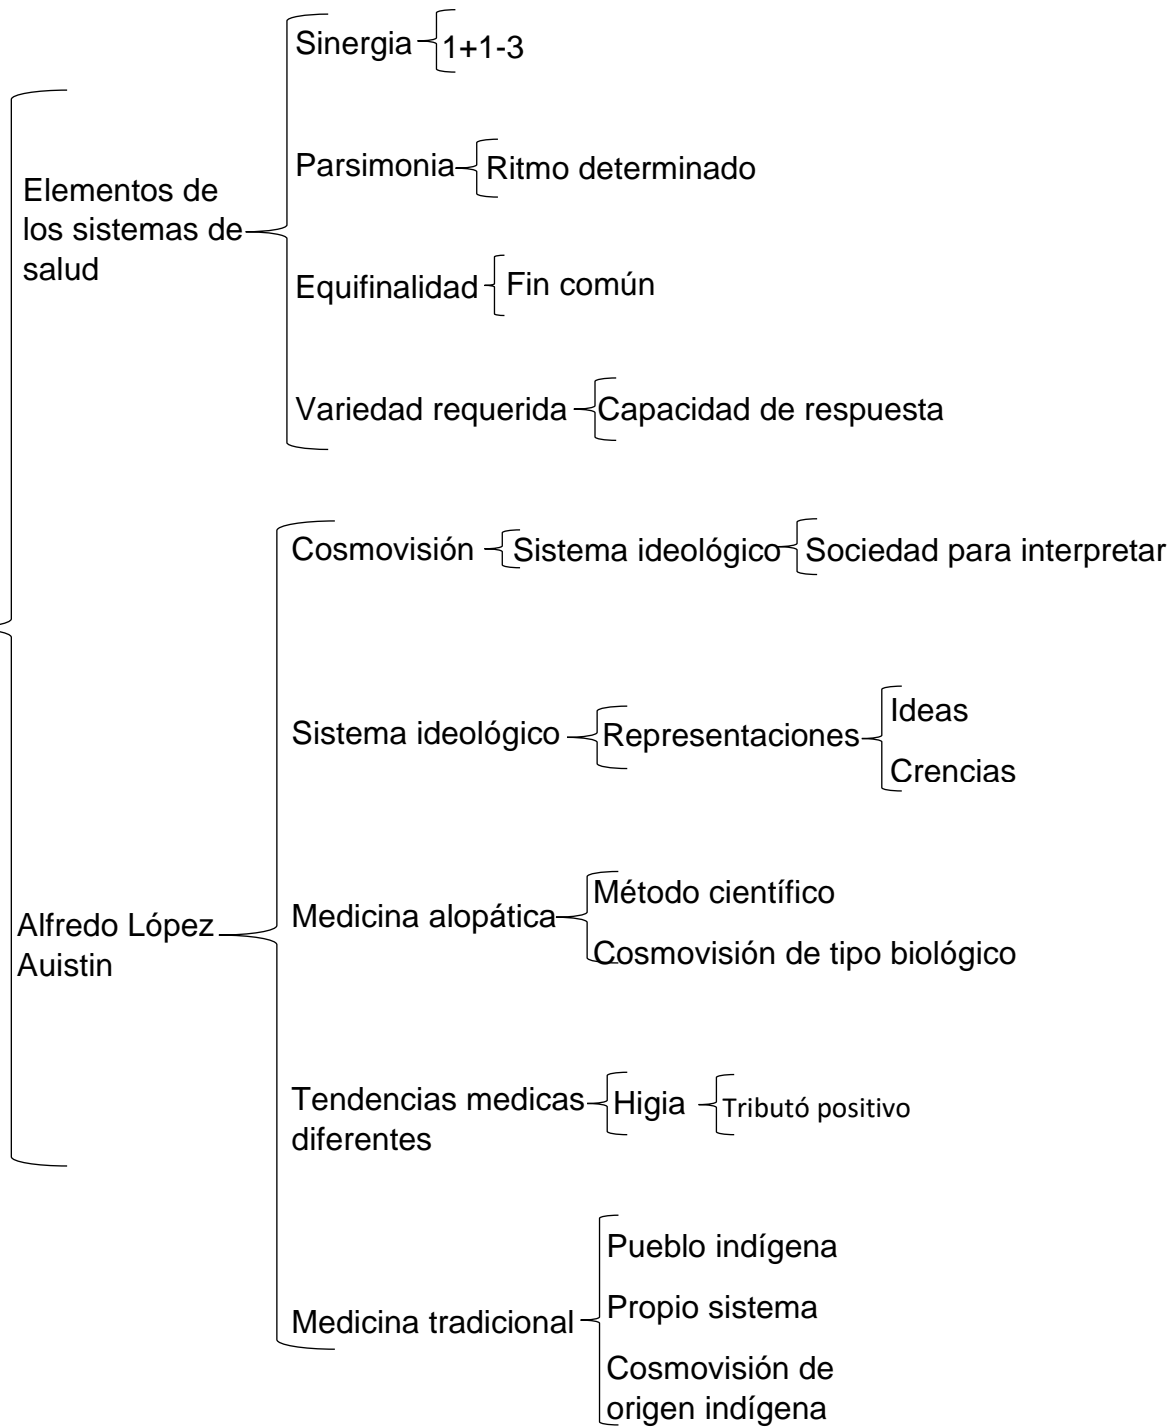 Sinergia
1+1-3
Parsimonia
Ritmo determinado
Elementos de
los sistemas de
salud
Equifinalidad
Fin común
Variedad requerida
Capacidad de respuesta
Cosmovisión
Sistema ideológico
Sociedad para interpretar
Sistema ideológico
Representaciones
Ideas
Crencias
Alfredo López
Auistin
Medicina alopática
Método científico
Cosmovisión de tipo biológico
Tendencias medicas
diferentes
Higia
Tributó positivo
Medicina tradicional
Pueblo indígena
Propio sistema
Cosmovisión de
origen indígena